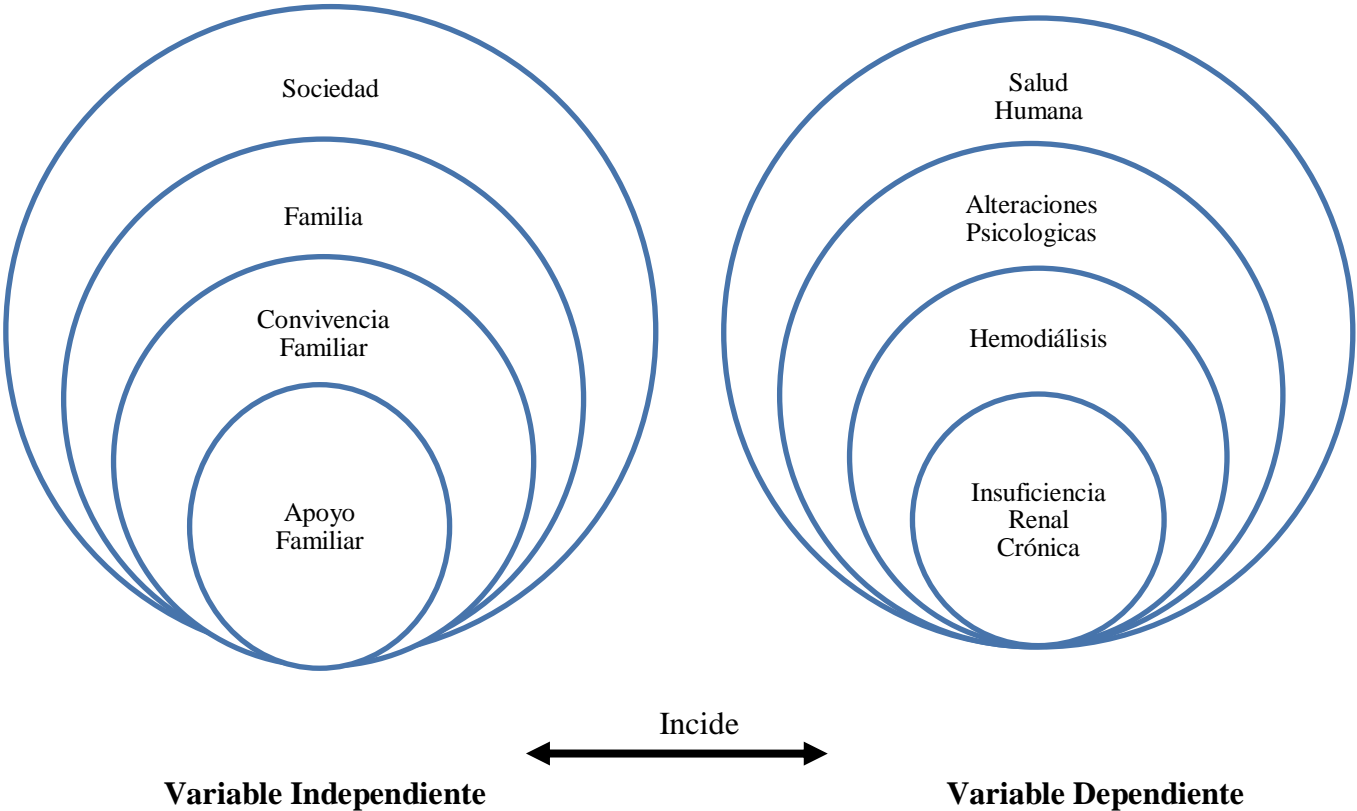 Sociedad
Familia
Convivencia
Familiar
Apoyo
Familiar
Salud
Humana
Alteraciones
Psicologicas
Hemodiálisis
Insuficiencia
Renal
Crónica
Incide
Variable Independiente
Variable Dependiente